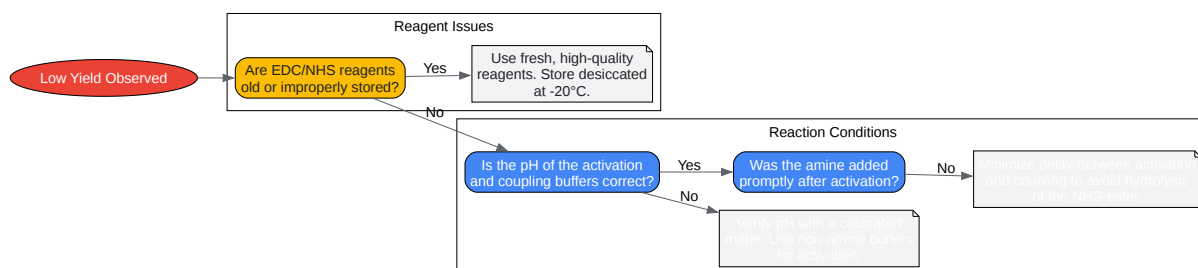 Reagent Issues
Low Yield Observed
Are EDC/NHS reagents
old or improperly stored?
Yes
Use fresh, high-quality
reagents. Store desiccated
at -20°C.
No
Reaction Conditions
Is the pH of the activation
and coupling buffers correct?
Yes
Was the amine added
promptly after activation?
No
Minimize delay between activation
and coupling to avoid hydrolysis
of the NHS-ester.
No
Verify pH with a calibrated
meter. Use non-amine buffers
for activation.